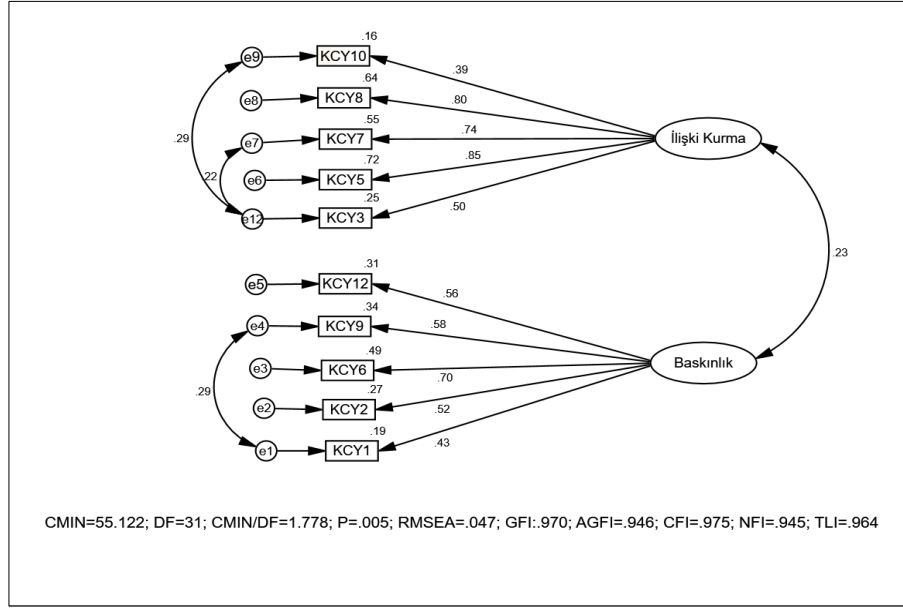 .16
e9 KCY10 .39
.64
e8 KCY8 .80
.55
e7 KCY7 .74 İlişki Kurma
.29
.72
.22 e6 KCY5 .85
.25
e12 KCY3 .50
.23
.31
e5 KCY12 .56
.34
e4 KCY9 .58
.49
e3 KCY6 .70 Baskınlık
.29
.27
e2 KCY2 .52
.19
e1 KCY1 .43
CMIN=55.122; DF=31; CMIN/DF=1.778; P=.005; RMSEA=.047; GFI:.970; AGFI=.946; CFI=.975; NFI=.945; TLI=.964